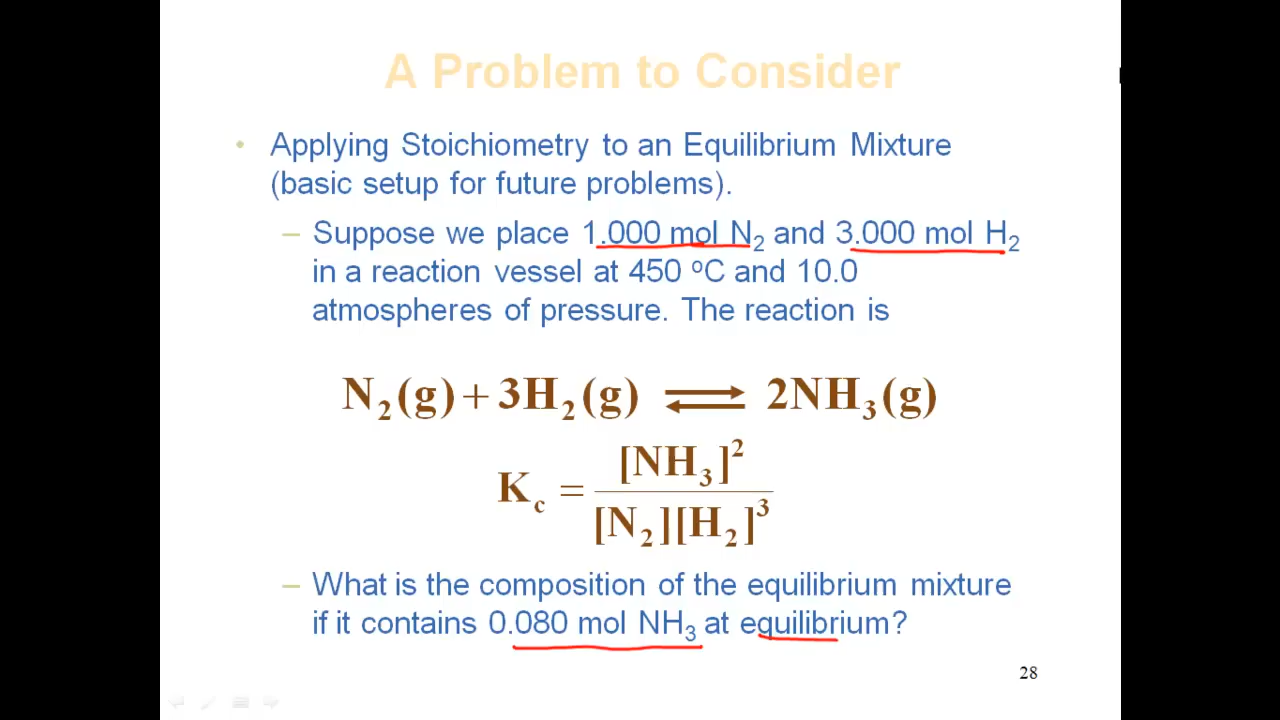 A Problem to Consider
• Applying Stoichiometry to an Equilibrium Mixture
(basic setup for future problems).
– Suppose we place 1.000 mol N₂ and 3.000 mol H₂
in a reaction vessel at 450 °C and 10.0
atmospheres of pressure. The reaction is
N₂(g) + 3H₂(g) ⇌ 2NH₃(g)
K_c = [NH₃]² / [N₂][H₂]³
– What is the composition of the equilibrium mixture
if it contains 0.080 mol NH₃ at equilibrium?
28